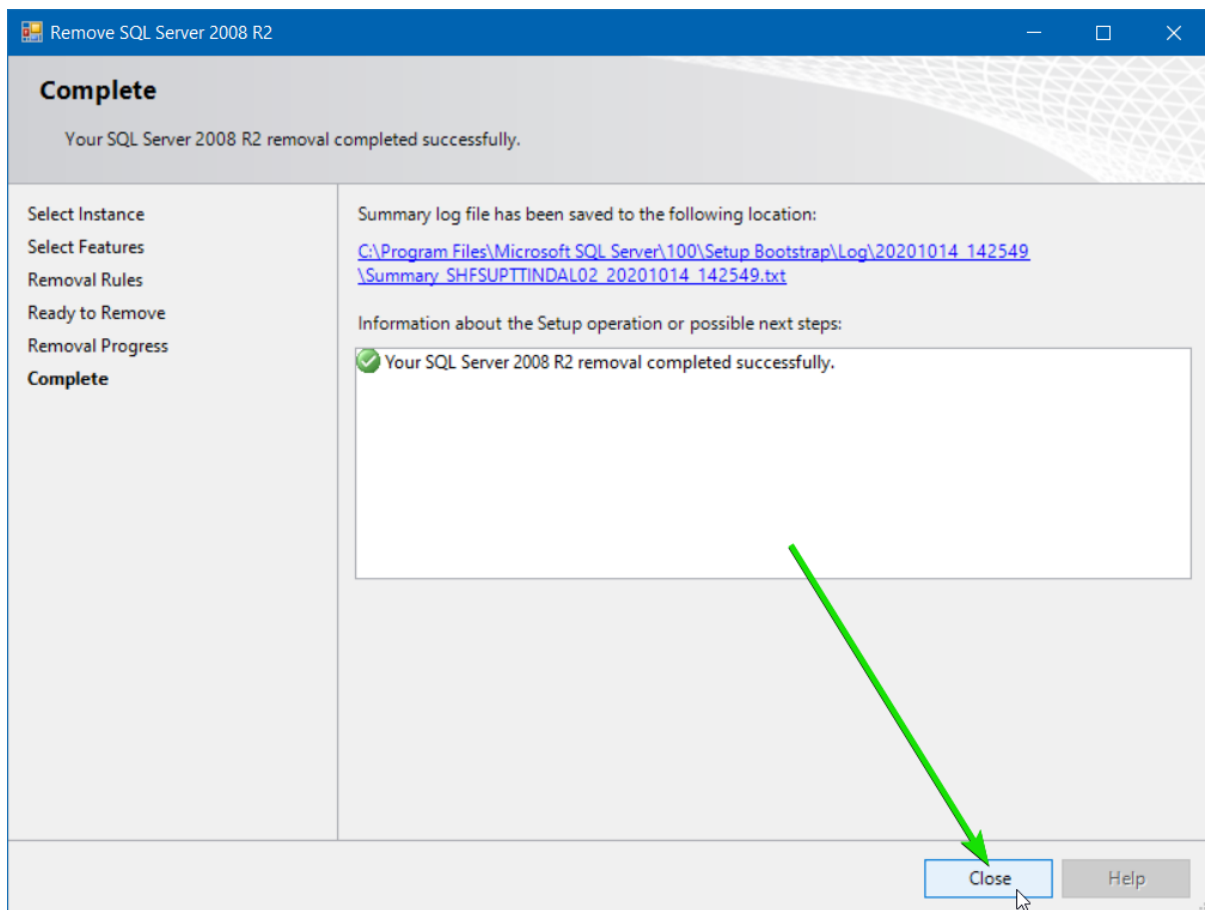 Remove SQL Server 2008 R2
Complete
Your SQL Server 2008 R2 removal completed successfully.
Select Instance
Select Features
Removal Rules
Ready to Remove
Removal Progress
Complete
Summary log file has been saved to the following location:
C:\Program Files\Microsoft SQL Server\100\Setup Bootstrap\Log\20201014_142549
\Summary_SHFSUPTTINDAL02_20201014_142549.txt
Information about the Setup operation or possible next steps:
Your SQL Server 2008 R2 removal completed successfully.
Close
Help